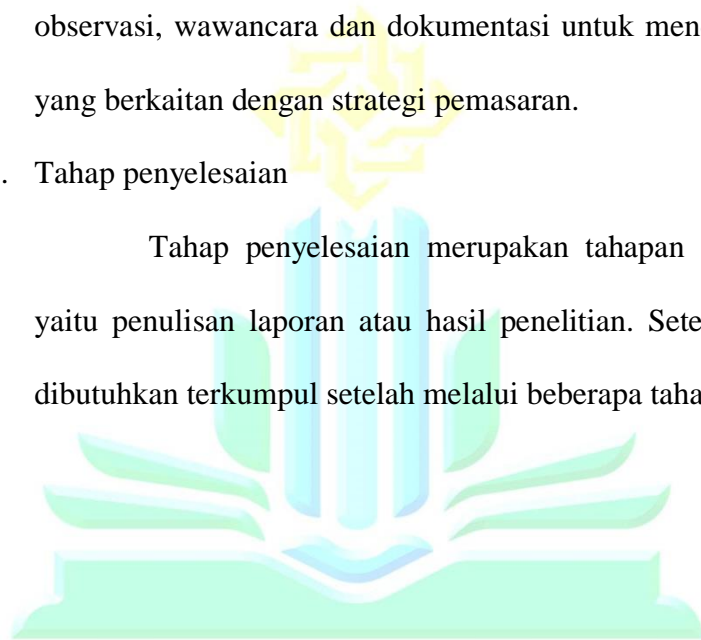 observasi, wawancara dan dokumentasi untuk men
yang berkaitan dengan strategi pemasaran.
. Tahap penyelesaian
Tahap penyelesaian merupakan tahapan
yaitu penulisan laporan atau hasil penelitian. Sete
dibutuhkan terkumpul setelah melalui beberapa taha